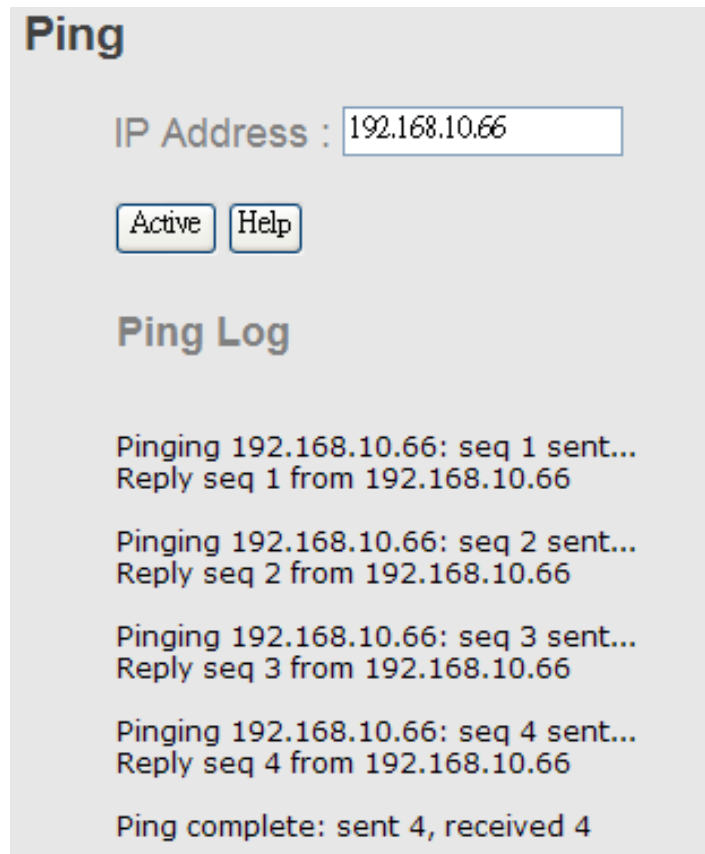 Ping
IP Address : 192.168.10.66
Active Help
Ping Log
Pinging 192.168.10.66: seq 1 sent...
Reply seq 1 from 192.168.10.66
Pinging 192.168.10.66: seq 2 sent...
Reply seq 2 from 192.168.10.66
Pinging 192.168.10.66: seq 3 sent...
Reply seq 3 from 192.168.10.66
Pinging 192.168.10.66: seq 4 sent...
Reply seq 4 from 192.168.10.66
Ping complete: sent 4, received 4